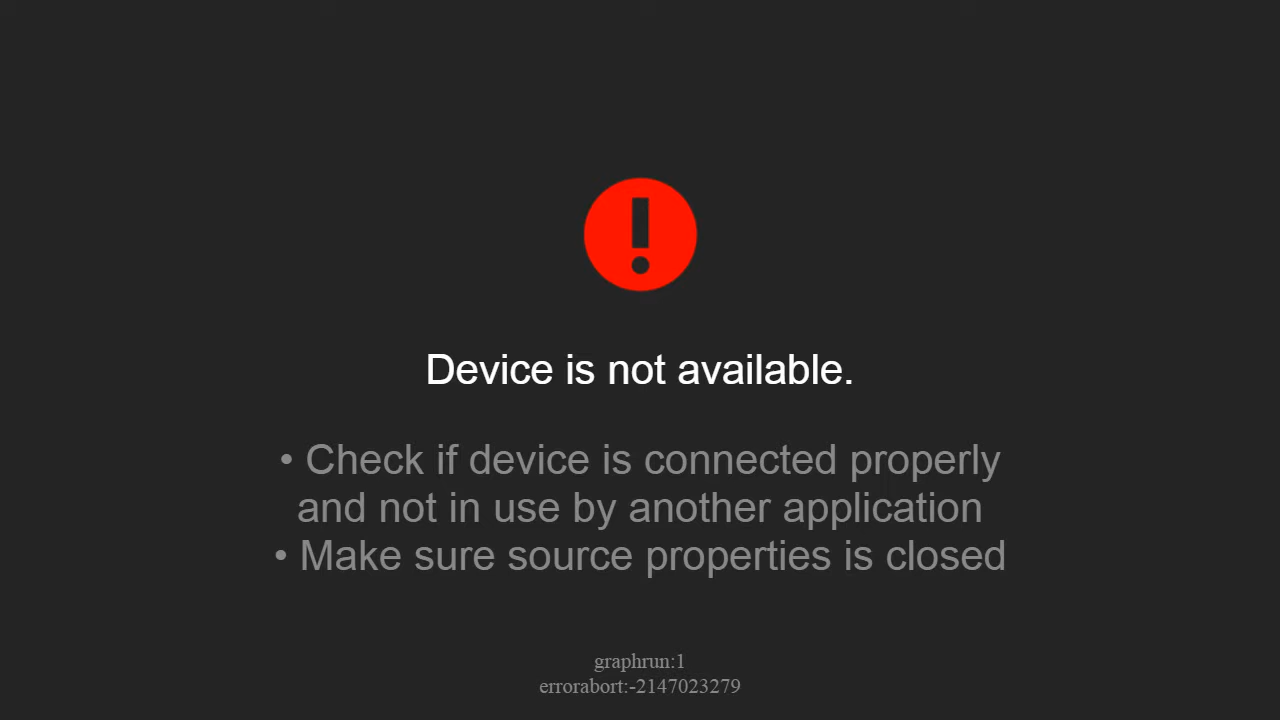 Device is not available.
• Check if device is connected properly
and not in use by another application
• Make sure source properties is closed
graphrun:1
errorabort:-2147023279